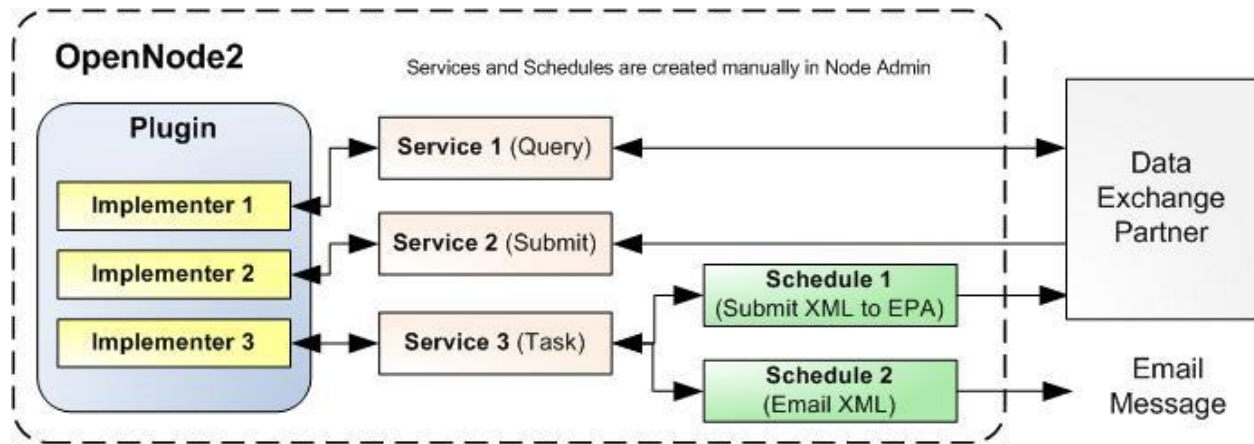 OpenNode2
Services and Schedules are created manually in Node Admin
Plugin
Implementer 1
Implementer 2
Implementer 3
Service 1 (Query)
Service 2 (Submit)
Service 3 (Task)
Schedule 1
(Submit XML to EPA)
Schedule 2
(Email XML)
Data
Exchange
Partner
Email
Message